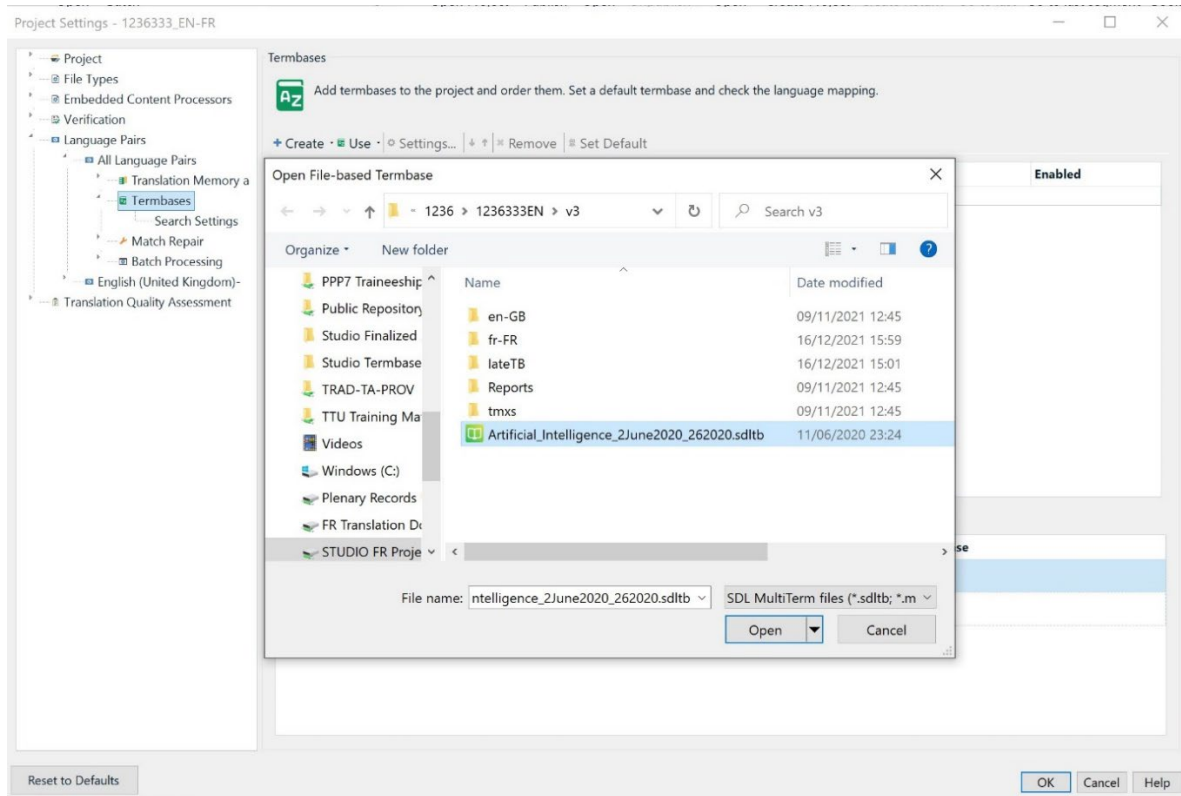 Project Settings - 1236333_EN-FR
Project
File Types
Embedded Content Processors
Verification
Language Pairs
All Language Pairs
Translation Memory a
Termbases
Search Settings
Match Repair
Batch Processing
English (United Kingdom)-
Translation Quality Assessment
Termbases
AZ
Add termbases to the project and order them. Set a default termbase and check the language mapping.
+ Create Use Settings... Remove Set Default
Enabled
Open File-based Termbase
1236 > 1236333EN > v3
Search v3
Organize New folder
PPP7 Traineeship
Public Repository
Studio Finalized
Studio Termbase
TRAD-TA-PROV
TTU Training Ma
Videos
Windows (C:)
Plenary Records
FR Translation Do
STUDIO FR Proje
Name Date modified
en-GB 09/11/2021 12:45
fr-FR 16/12/2021 15:59
lateTB 16/12/2021 15:01
Reports 09/11/2021 12:45
tmxs 09/11/2021 12:45
Artificial_Intelligence_2June2020_262020.sdltb 11/06/2020 23:24
se
File name: ntelligence_2June2020_262020.sdltb SDL MultiTerm files (*.sdltb; *.m
Open Cancel
Reset to Defaults
OK Cancel Help